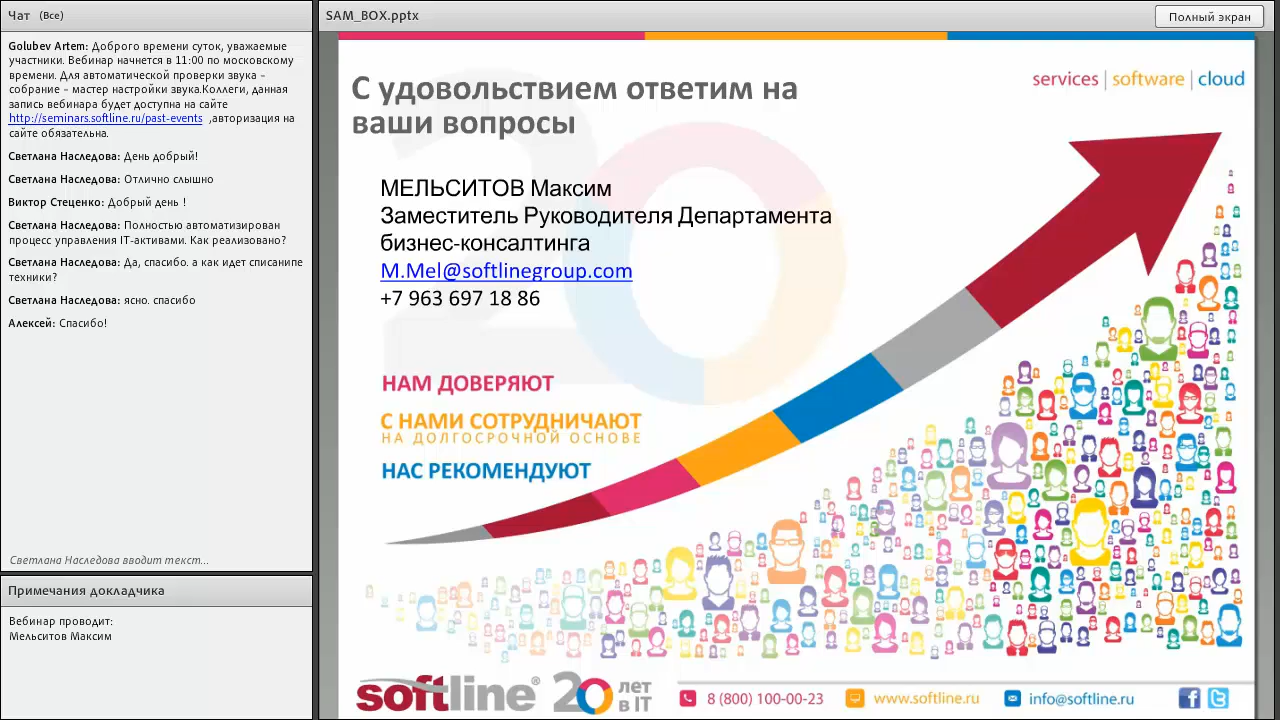 Чат (Все)
Golubev Artem: Доброго времени суток, уважаемые
участники. Вебинар начнется в 11:00 по московскому
времени. Для автоматической проверки звука -
собрание - мастер настройки звука.Коллеги, данная
запись вебинара будет доступна на сайте
http://seminars.softline.ru/past-events ,авторизация на
сайте обязательна.
Светлана Наследова: День добрый!
Светлана Наследова: Отлично слышно
Виктор Стеценко: Добрый день !
Светлана Наследова: Полностью автоматизирован
процесс управления IT-активами. Как реализовано?
Светлана Наследова: Да, спасибо. а как идет списанипе
техники?
Светлана Наследова: ясно. спасибо
Алексей: Спасибо!
Светлана Наследова вводит текст...
Примечания докладчика
Вебинар проводит:
Мельситов Максим
SAM_BOX.pptx
Полный экран
services | software | cloud
С удовольствием ответим на
ваши вопросы
МЕЛЬСИТОВ Максим
Заместитель Руководителя Департамента
бизнес-консалтинга
M.Mel@softlinegroup.com
+7 963 697 18 86
НАМ ДОВЕРЯЮТ
С НАМИ СОТРУДНИЧАЮТ
НА ДОЛГОСРОЧНОЙ ОСНОВЕ
НАС РЕКОМЕНДУЮТ
softline® 20 лет
в IT
8 (800) 100-00-23
www.softline.ru
info@softline.ru